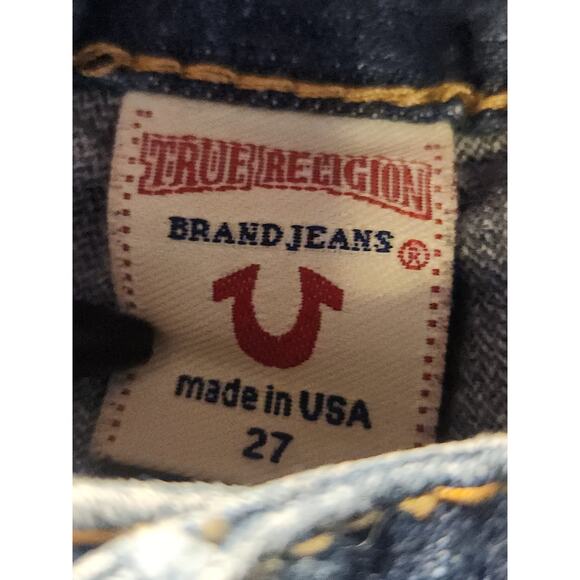 TRUE RELIGION
BRAND JEANS ®
made in USA
27